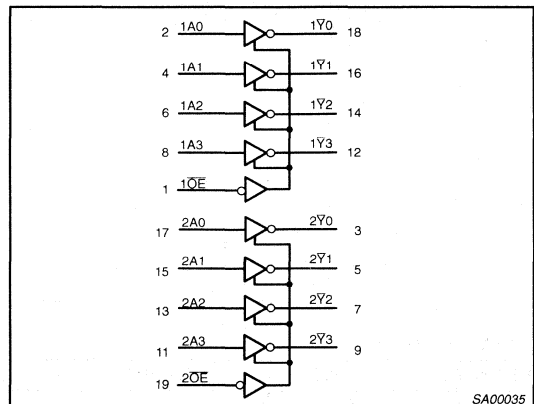 2 1A0 1Y̅0 18
4 1A1 1Y̅1 16
6 1A2 1Y̅2 14
8 1A3 1Y̅3 12
1 1O̅E̅
17 2A0 2Y̅0 3
15 2A1 2Y̅1 5
13 2A2 2Y̅2 7
11 2A3 2Y̅3 9
19 2O̅E̅
SA00035